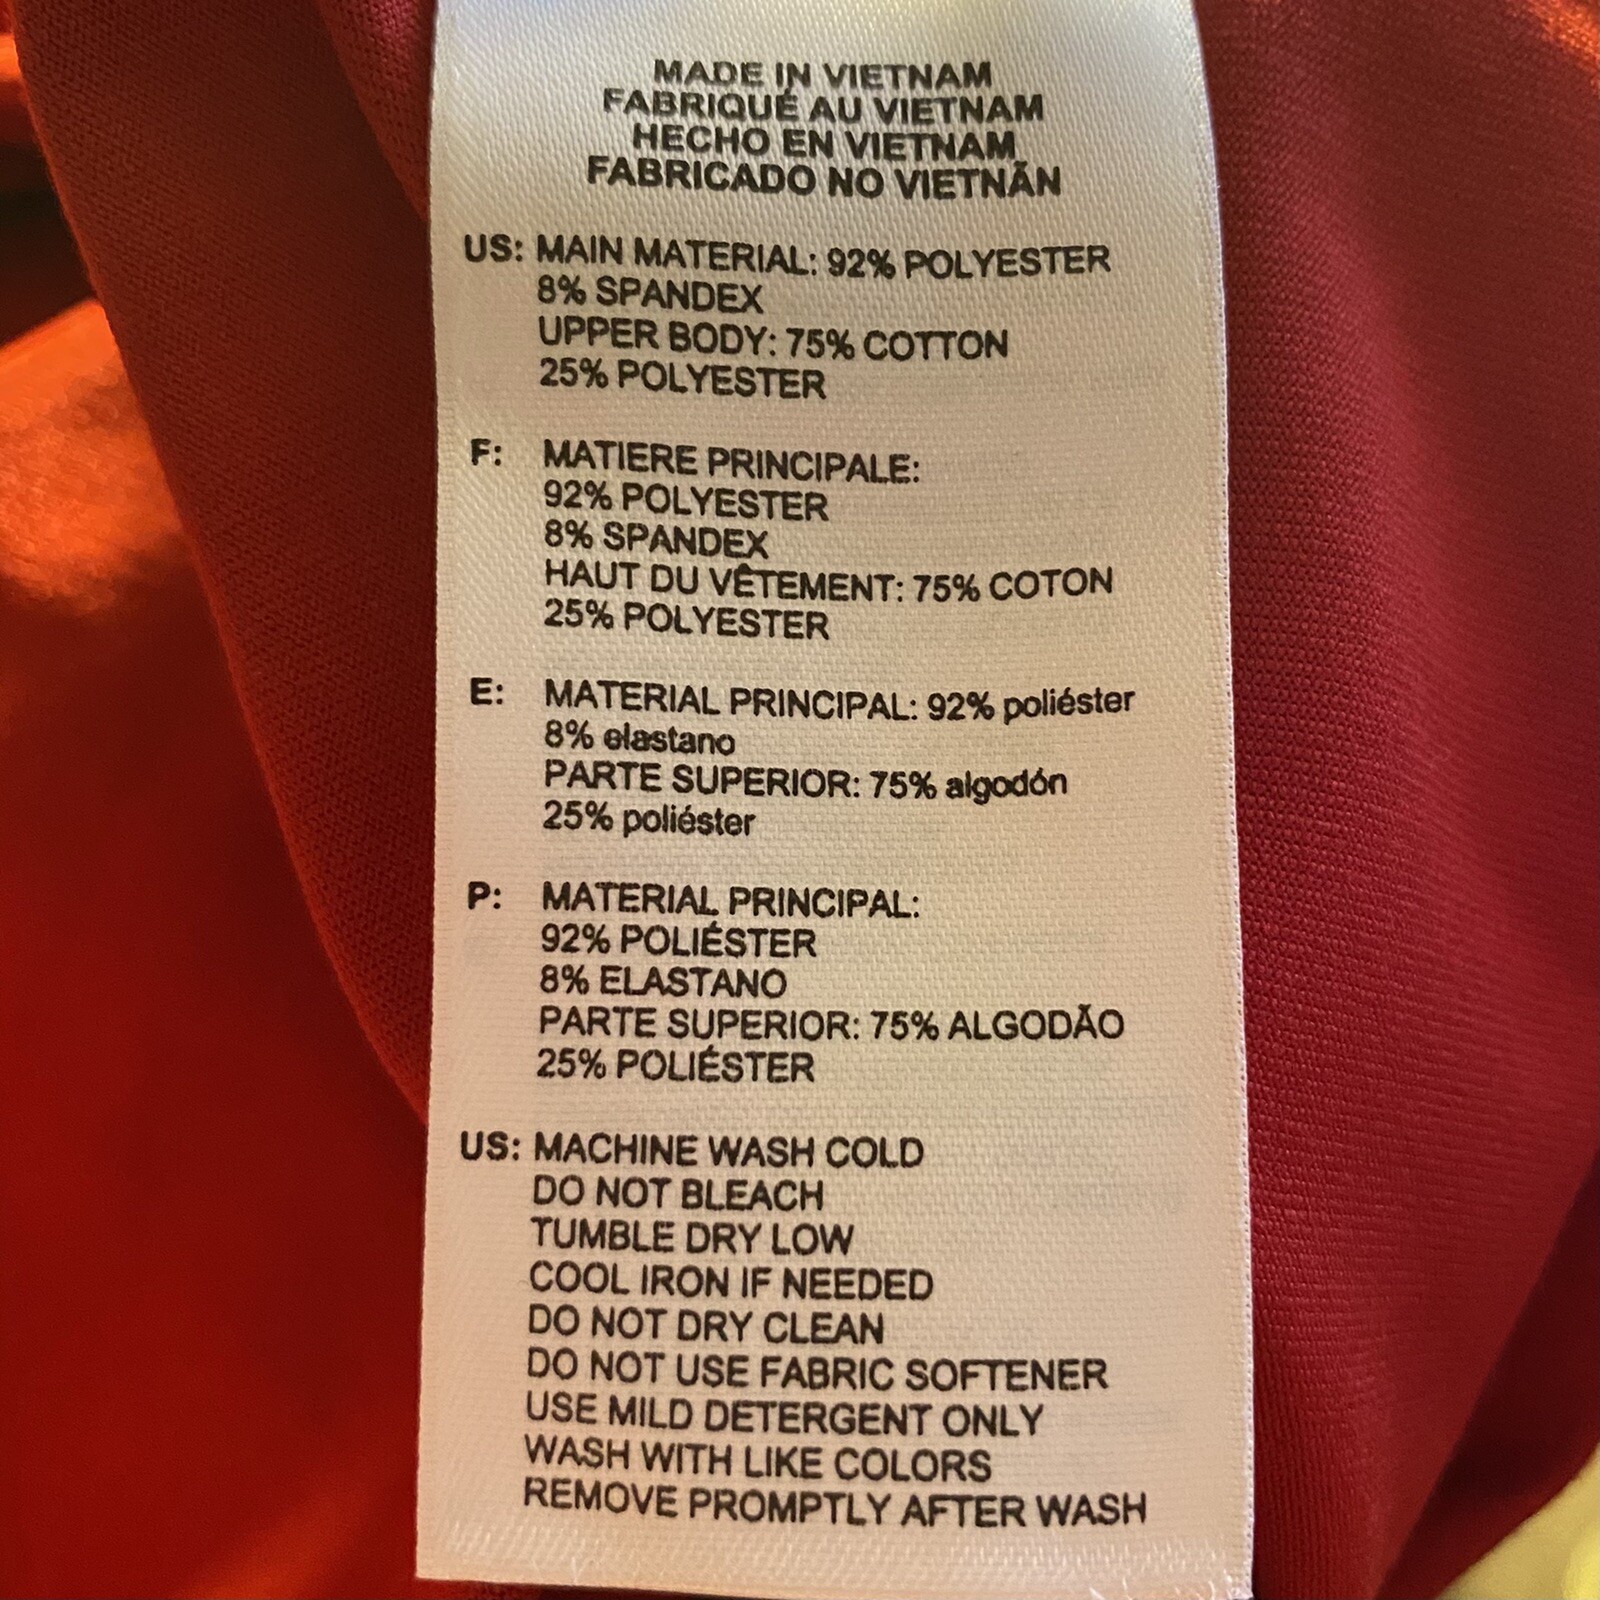 MADE IN VIETNAM
FABRIQUÉ AU VIETNAM
HECHO EN VIETNAM
FABRICADO NO VIETNÃN
US: MAIN MATERIAL: 92% POLYESTER
8% SPANDEX
UPPER BODY: 75% COTTON
25% POLYESTER
F: MATIERE PRINCIPALE:
92% POLYESTER
8% SPANDEX
HAUT DU VÊTEMENT: 75% COTON
25% POLYESTER
E: MATERIAL PRINCIPAL: 92% poliéster
8% elastano
PARTE SUPERIOR: 75% algodón
25% poliéster
P: MATERIAL PRINCIPAL:
92% POLIÉSTER
8% ELASTANO
PARTE SUPERIOR: 75% ALGODÃO
25% POLIÉSTER
US: MACHINE WASH COLD
DO NOT BLEACH
TUMBLE DRY LOW
COOL IRON IF NEEDED
DO NOT DRY CLEAN
DO NOT USE FABRIC SOFTENER
USE MILD DETERGENT ONLY
WASH WITH LIKE COLORS
REMOVE PROMPTLY AFTER WASH